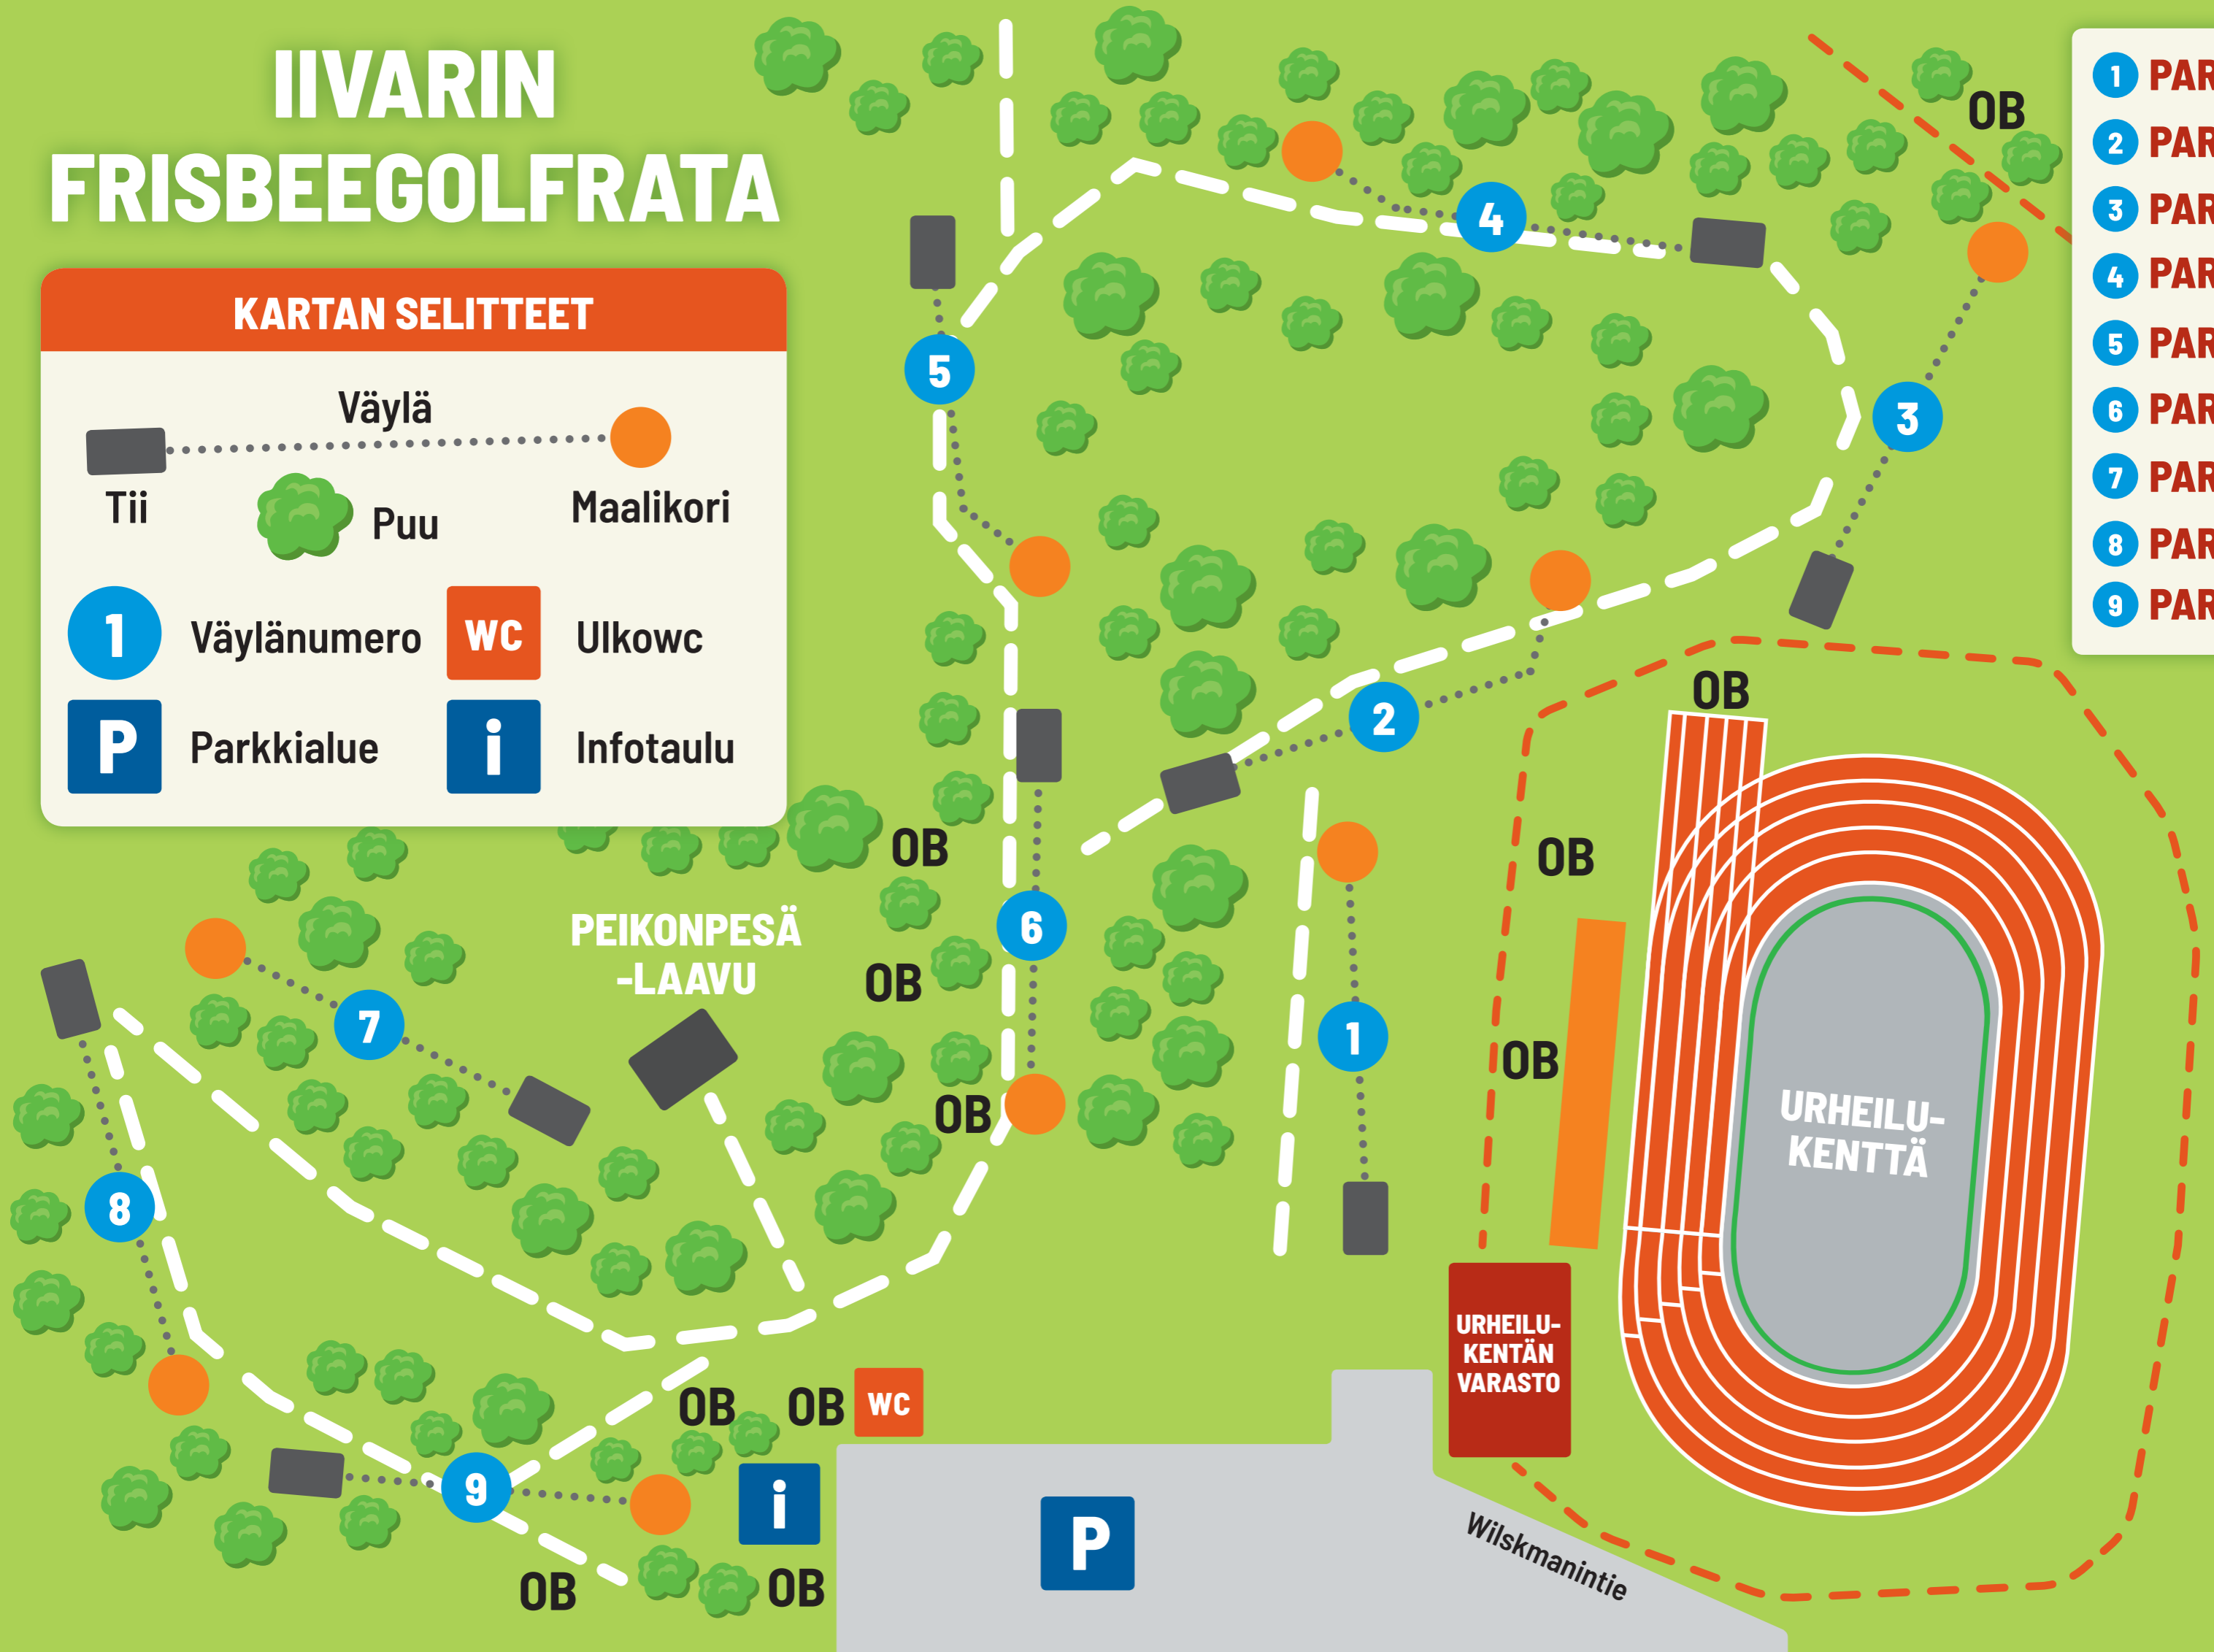 IIVARIN
FRISBEEGOLFRATA
KARTAN SELITTEET
Väylä
Tii
Puu
Maalikori
1 Väylänumero
WC Ulkowc
P Parkkialue
i Infotaulu
OB
1 PAR
2 PAR
3 PAR
4 PAR
5 PAR
6 PAR
7 PAR
8 PAR
9 PAR
4
5
3
2
OB
OB
OB
PEIKONPESÄ
-LAAVU
6
OB
7
1
OB
OB
URHEILU-
KENTTÄ
8
URHEILU-
KENTÄN
VARASTO
OB
OB
WC
9
i
P
Wilskmanintie
OB
OB